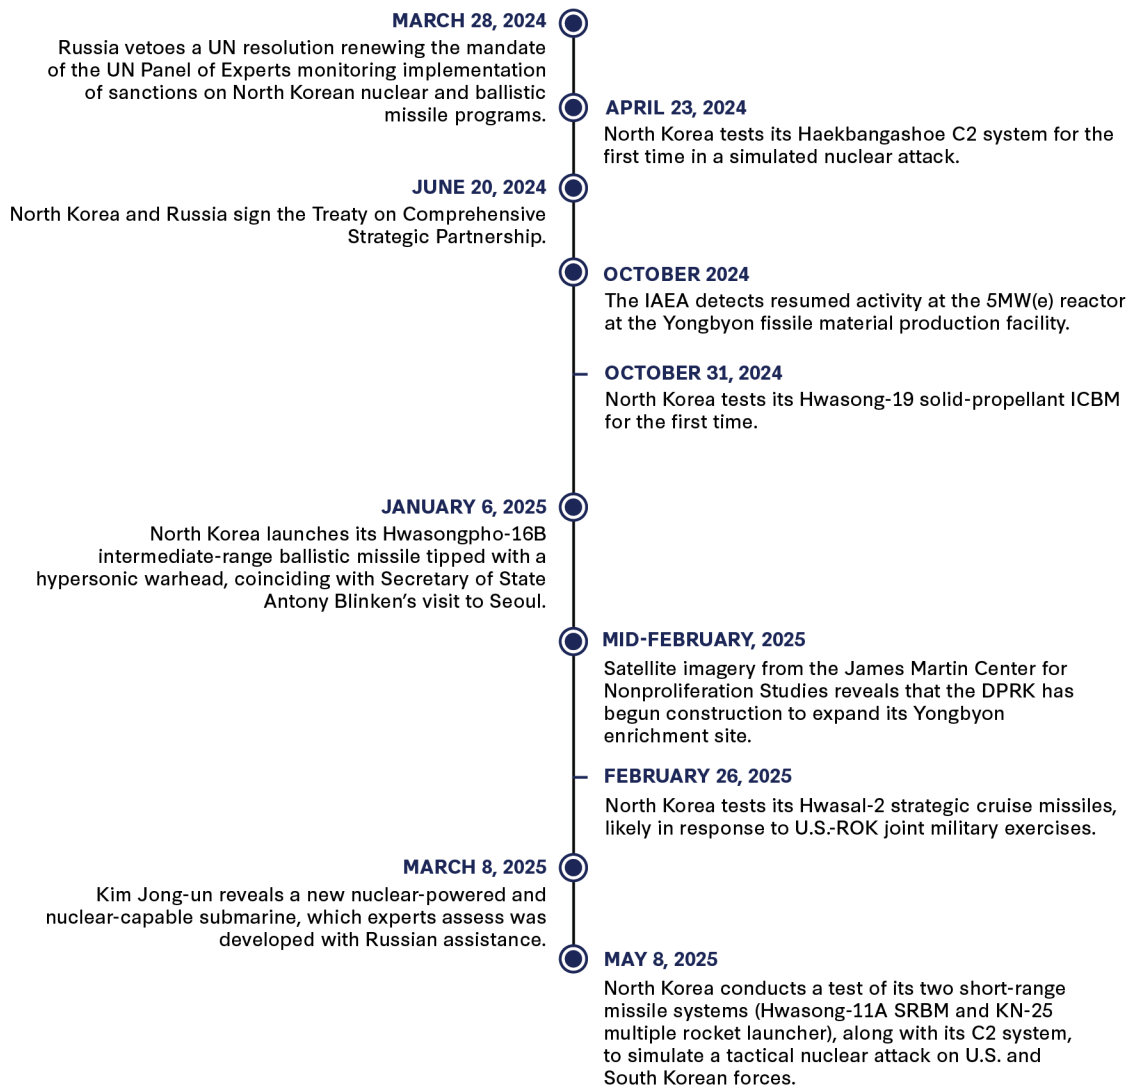 MARCH 28, 2024
Russia vetoes a UN resolution renewing the mandate
of the UN Panel of Experts monitoring implementation
of sanctions on North Korean nuclear and ballistic
missile programs.
APRIL 23, 2024
North Korea tests its Haekbangashoe C2 system for the
first time in a simulated nuclear attack.
JUNE 20, 2024
North Korea and Russia sign the Treaty on Comprehensive
Strategic Partnership.
OCTOBER 2024
The IAEA detects resumed activity at the 5MW(e) reactor
at the Yongbyon fissile material production facility.
OCTOBER 31, 2024
North Korea tests its Hwasong-19 solid-propellant ICBM
for the first time.
JANUARY 6, 2025
North Korea launches its Hwasongpho-16B
intermediate-range ballistic missile tipped with a
hypersonic warhead, coinciding with Secretary of State
Antony Blinken’s visit to Seoul.
MID-FEBRUARY, 2025
Satellite imagery from the James Martin Center for
Nonproliferation Studies reveals that the DPRK has
begun construction to expand its Yongbyon
enrichment site.
FEBRUARY 26, 2025
North Korea tests its Hwasal-2 strategic cruise missiles,
likely in response to U.S.-ROK joint military exercises.
MARCH 8, 2025
Kim Jong-un reveals a new nuclear-powered and
nuclear-capable submarine, which experts assess was
developed with Russian assistance.
MAY 8, 2025
North Korea conducts a test of its two short-range
missile systems (Hwasong-11A SRBM and KN-25
multiple rocket launcher), along with its C2 system,
to simulate a tactical nuclear attack on U.S. and
South Korean forces.